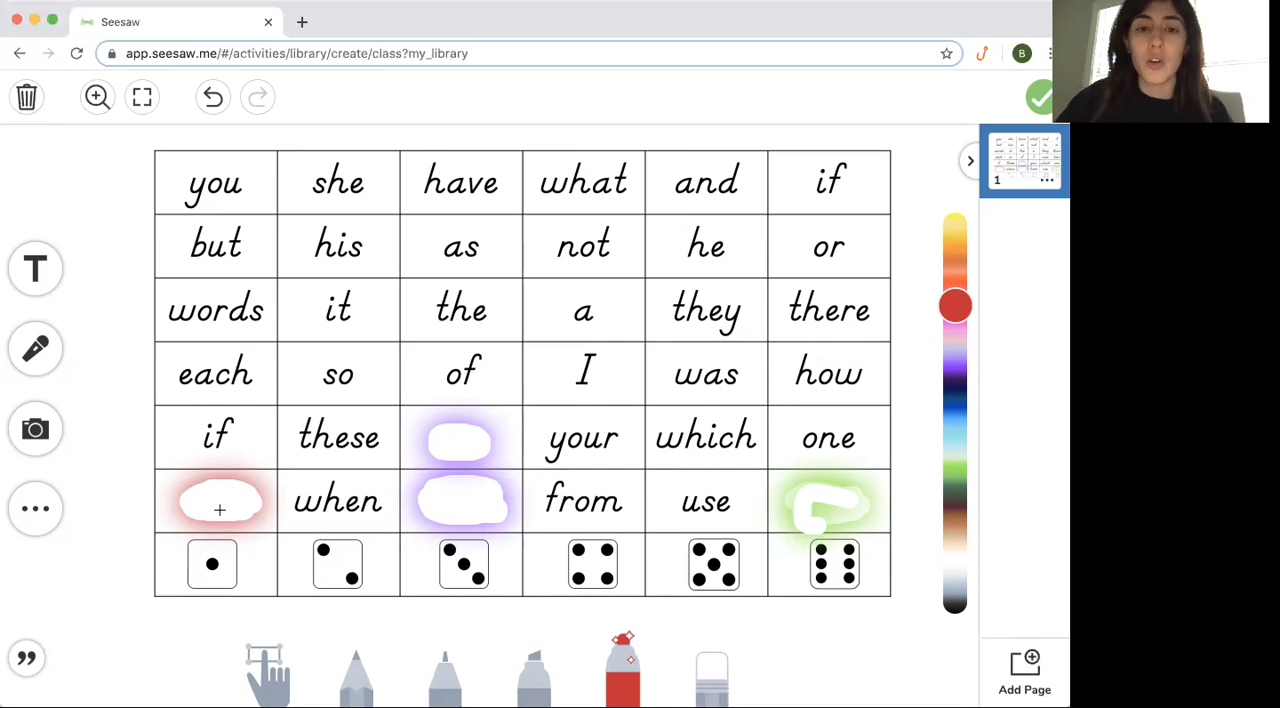 Seesaw
app.seesaw.me/#/activities/library/create/class?my_library
B
you she have what and if
but his as not he or
words it the a they there
each so of I was how
if these your which one
when from use
T
1
Add Page